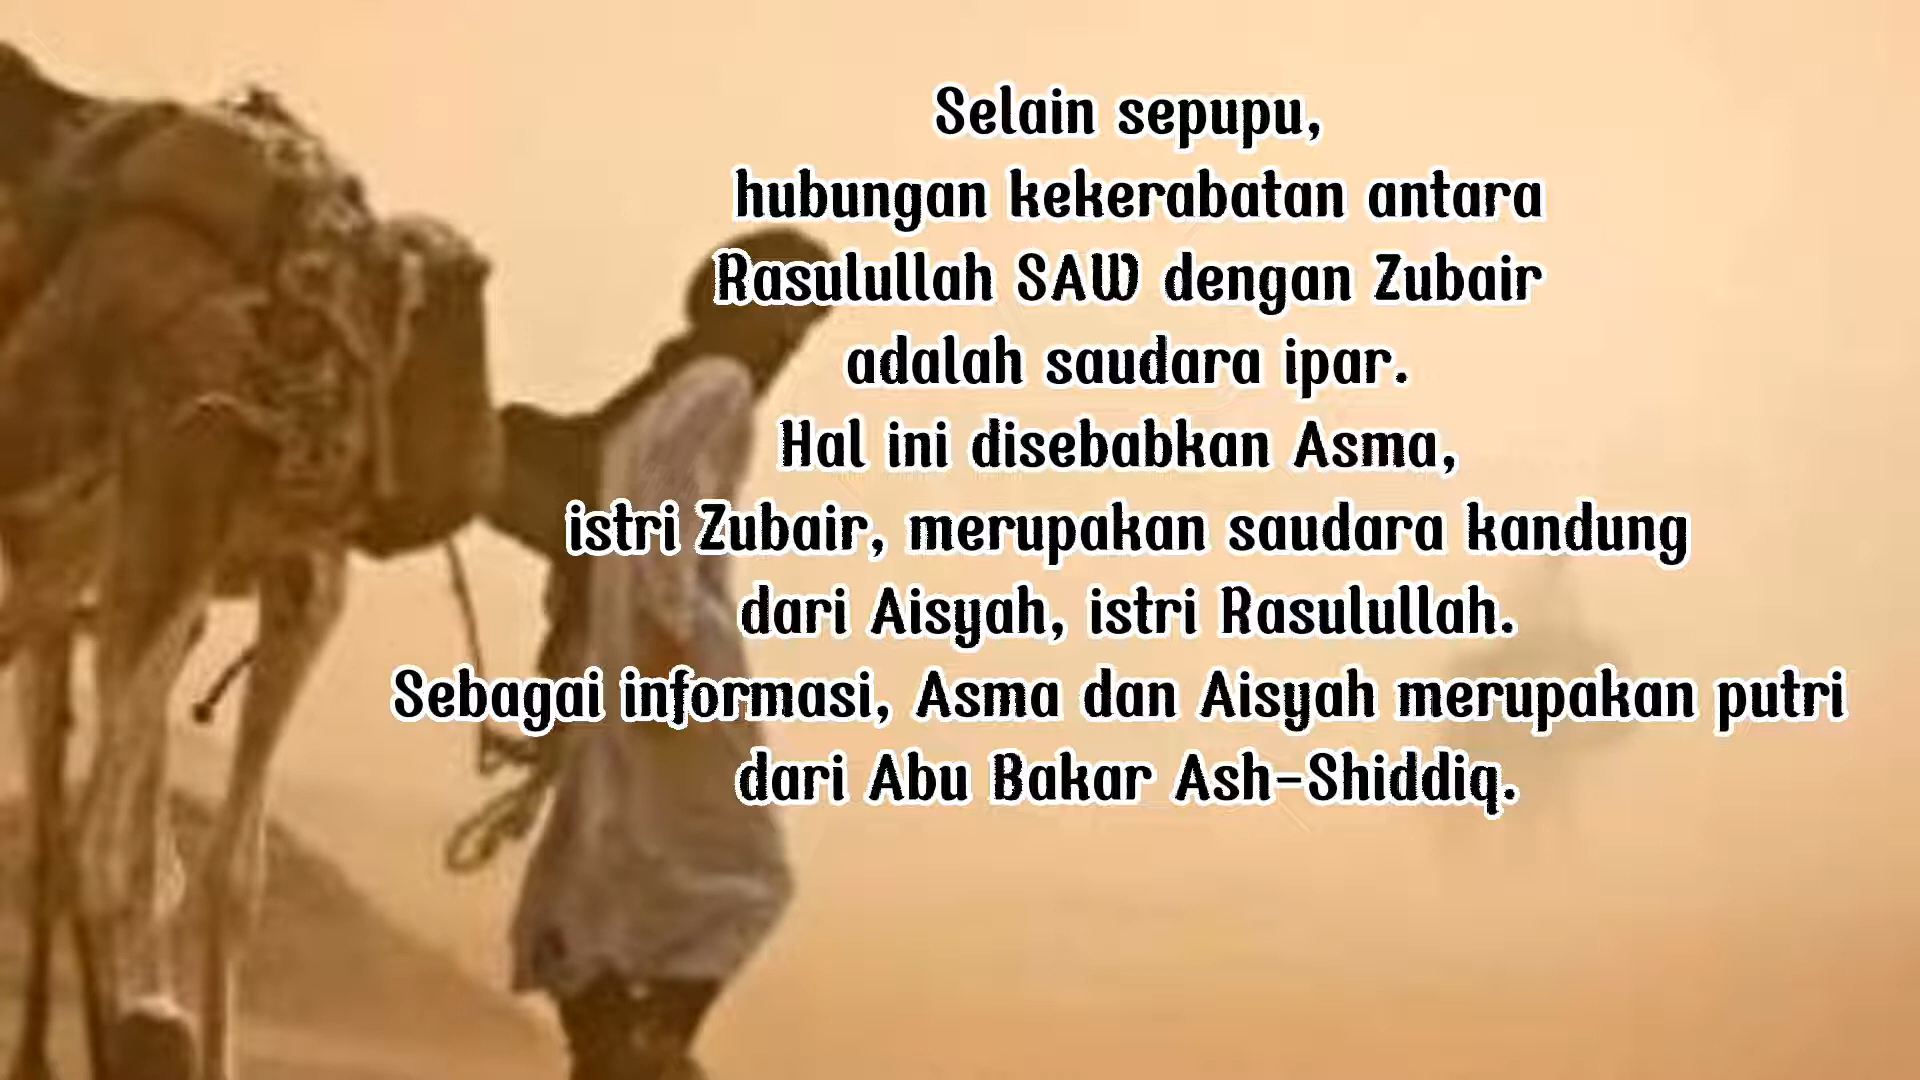 Selain sepupu,
hubungan kekerabatan antara
Rasulullah SAW dengan Zubair
adalah saudara ipar.
Hal ini disebabkan Asma,
istri Zubair, merupakan saudara kandung
dari Aisyah, istri Rasulullah.
Sebagai informasi, Asma dan Aisyah merupakan putri
dari Abu Bakar Ash-Shiddiq.